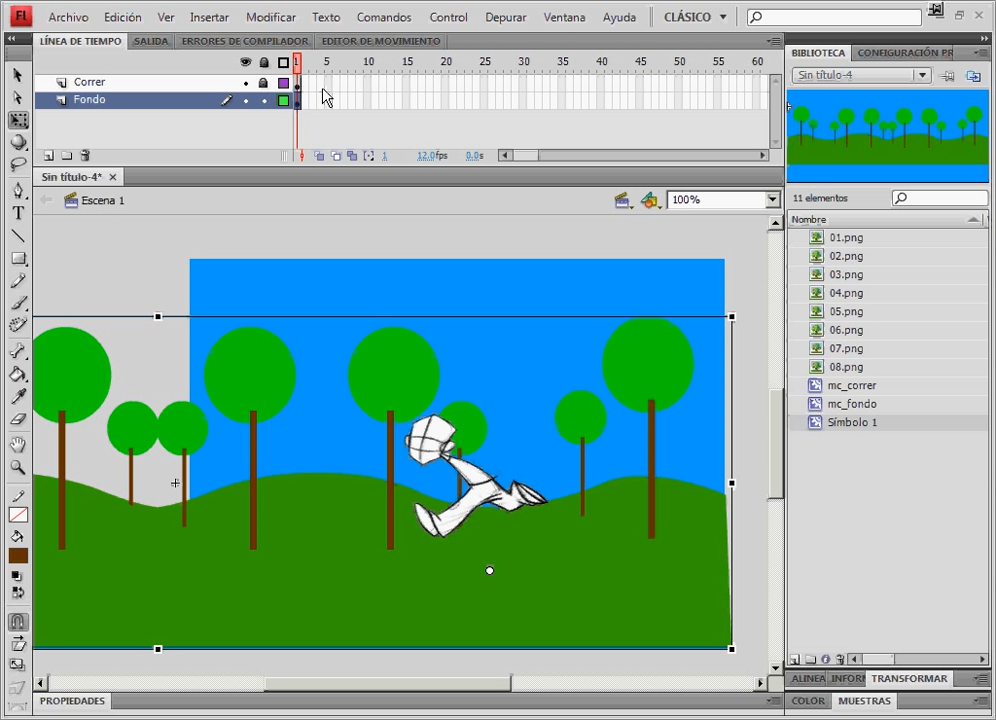 Fl Archivo Edición Ver Insertar Modificar Texto Comandos Control Depurar Ventana Ayuda CLÁSICO
LÍNEA DE TIEMPO SALIDA ERRORES DE COMPILADOR EDITOR DE MOVIMIENTO
1 5 10 15 20 25 30 35 40 45 50 55 60
Correr
Fondo
1 12.0fps 0.0s
Sin título-4*
Escena 1 100%
BIBLIOTECA CONFIGURACIÓN PR
Sin título-4
11 elementos
Nombre
01.png
02.png
03.png
04.png
05.png
06.png
07.png
08.png
mc_correr
mc_fondo
Símbolo 1
ALINEA INFORI TRANSFORMAR
PROPIEDADES COLOR MUESTRAS